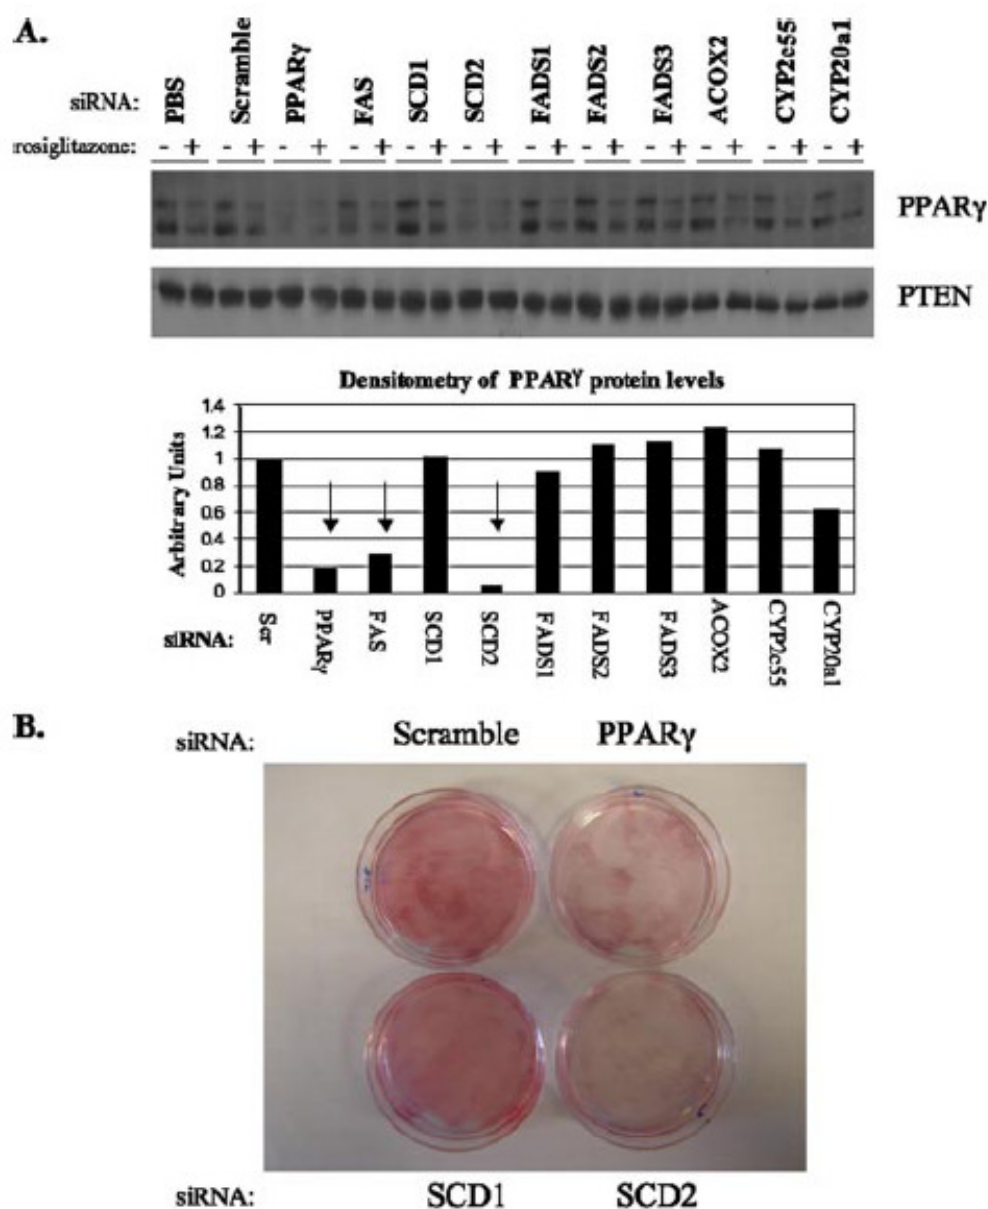 A.
siRNA: PBS Scramble PPARγ FAS SCD1 SCD2 FADS1 FADS2 FADS3 ACOX2 CYP2c55 CYP20a1
rosiglitazone: - + - + - + - + - + - + - + - + - + - + - + - +
PPARγ
PTEN
Densitometry of PPARγ protein levels
Arbitrary Units
1.4
1.2
1
0.8
0.6
0.4
0.2
0
siRNA: Scr PPARγ FAS SCD1 SCD2 FADS1 FADS2 FADS3 ACOX2 CYP2c55 CYP20a1
B.
siRNA: Scramble PPARγ
siRNA: SCD1 SCD2